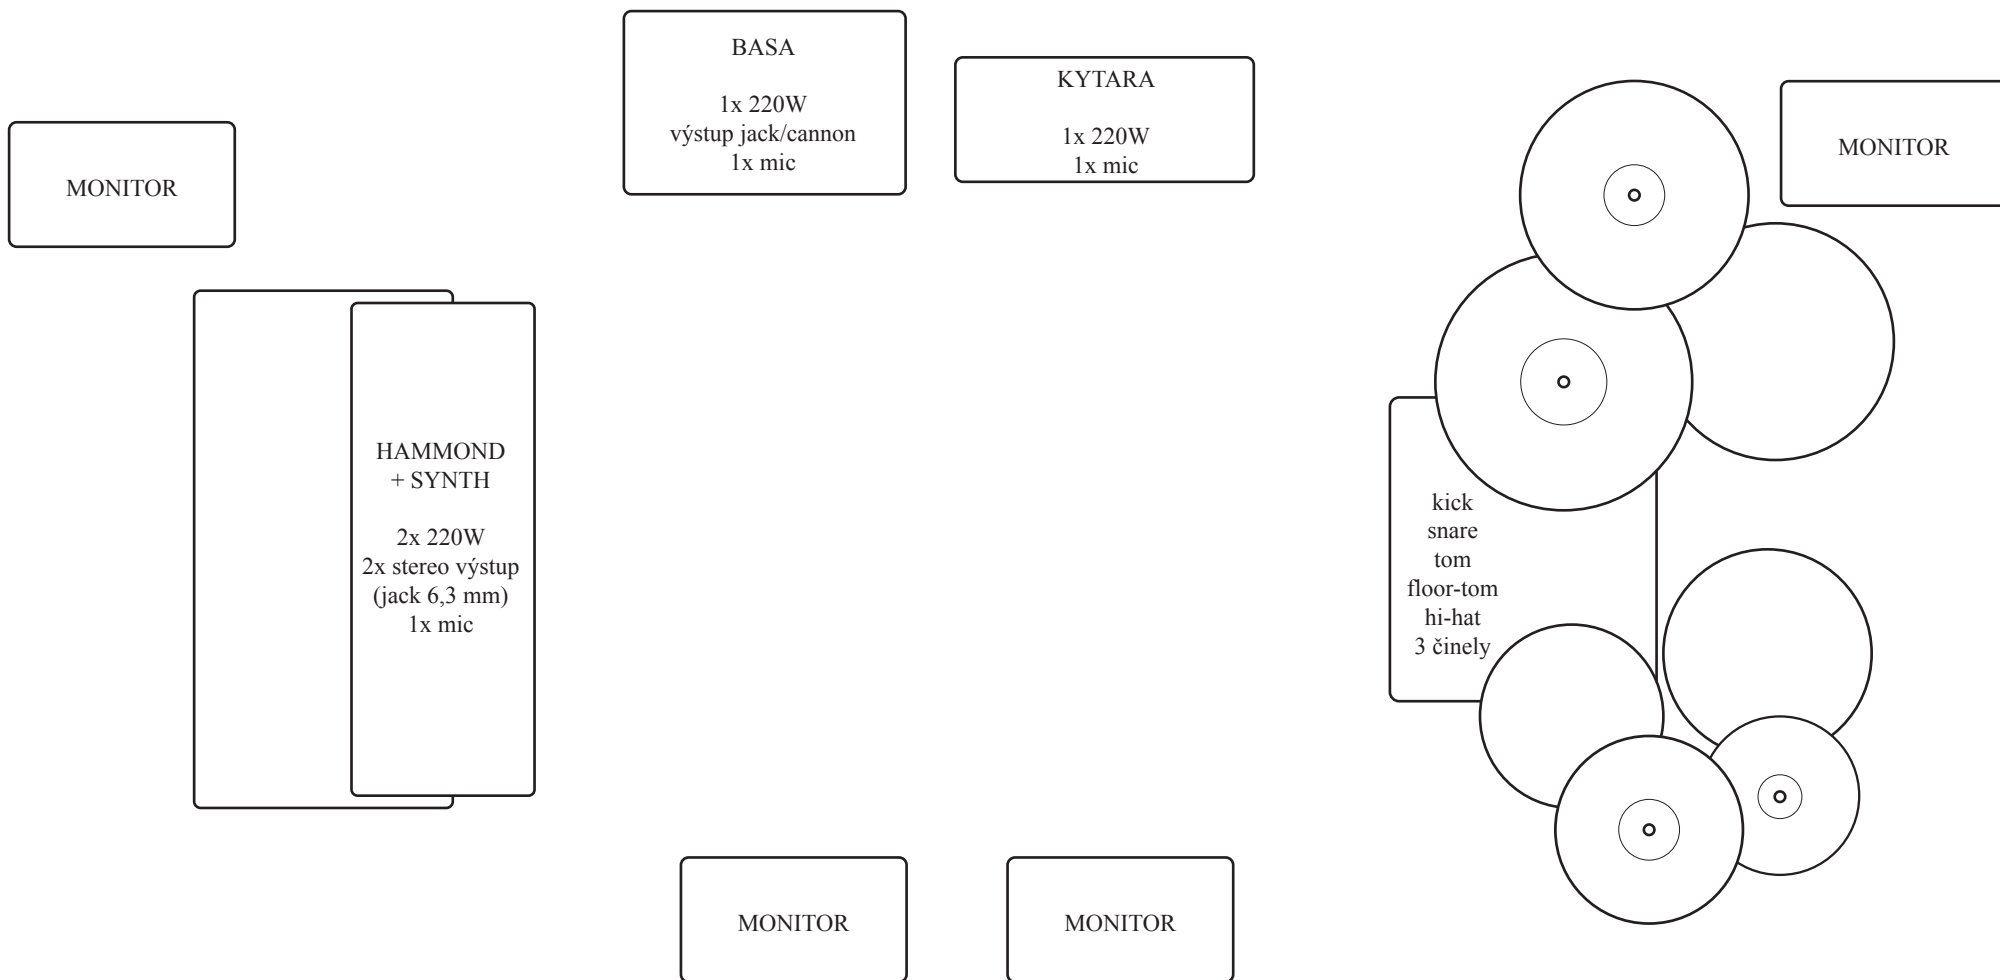 BASA
1x 220W
výstup jack/cannon
1x mic
KYTARA
1x 220W
1x mic
MONITOR
MONITOR
HAMMOND
+ SYNTH
2x 220W
2x stereo výstup
(jack 6,3 mm)
1x mic
kick
snare
tom
floor-tom
hi-hat
3 činely
MONITOR
MONITOR